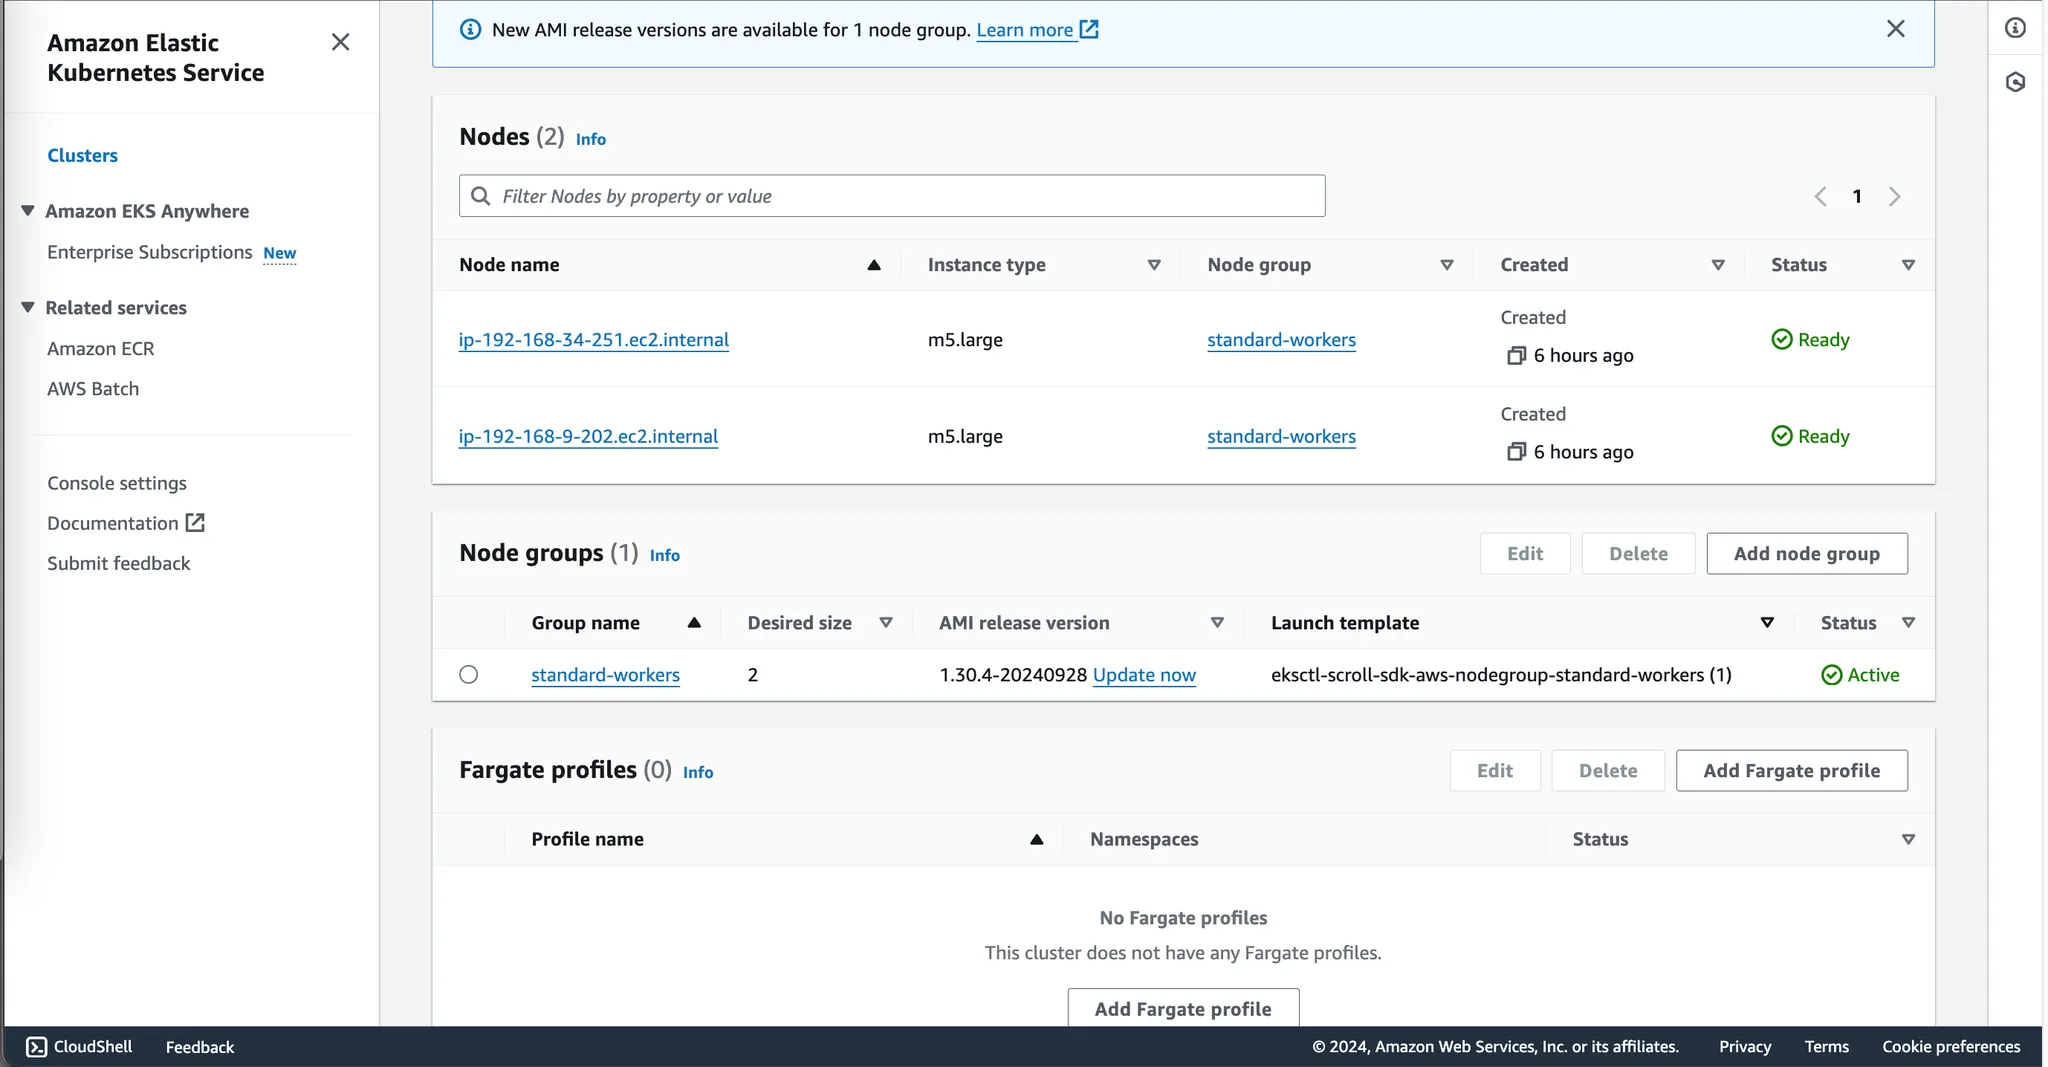 Amazon Elastic
Kubernetes Service
Clusters
Amazon EKS Anywhere
Enterprise Subscriptions New
Related services
Amazon ECR
AWS Batch
Console settings
Documentation
Submit feedback
New AMI release versions are available for 1 node group. Learn more
Nodes (2) Info
Filter Nodes by property or value
1
Node name Instance type Node group Created Status
ip-192-168-34-251.ec2.internal m5.large standard-workers Created
6 hours ago Ready
ip-192-168-9-202.ec2.internal m5.large standard-workers Created
6 hours ago Ready
Node groups (1) Info Edit Delete Add node group
Group name Desired size AMI release version Launch template Status
standard-workers 2 1.30.4-20240928 Update now eksctl-scroll-sdk-aws-nodegroup-standard-workers (1) Active
Fargate profiles (0) Info Edit Delete Add Fargate profile
Profile name Namespaces Status
No Fargate profiles
This cluster does not have any Fargate profiles.
Add Fargate profile
CloudShell Feedback © 2024, Amazon Web Services, Inc. or its affiliates. Privacy Terms Cookie preferences